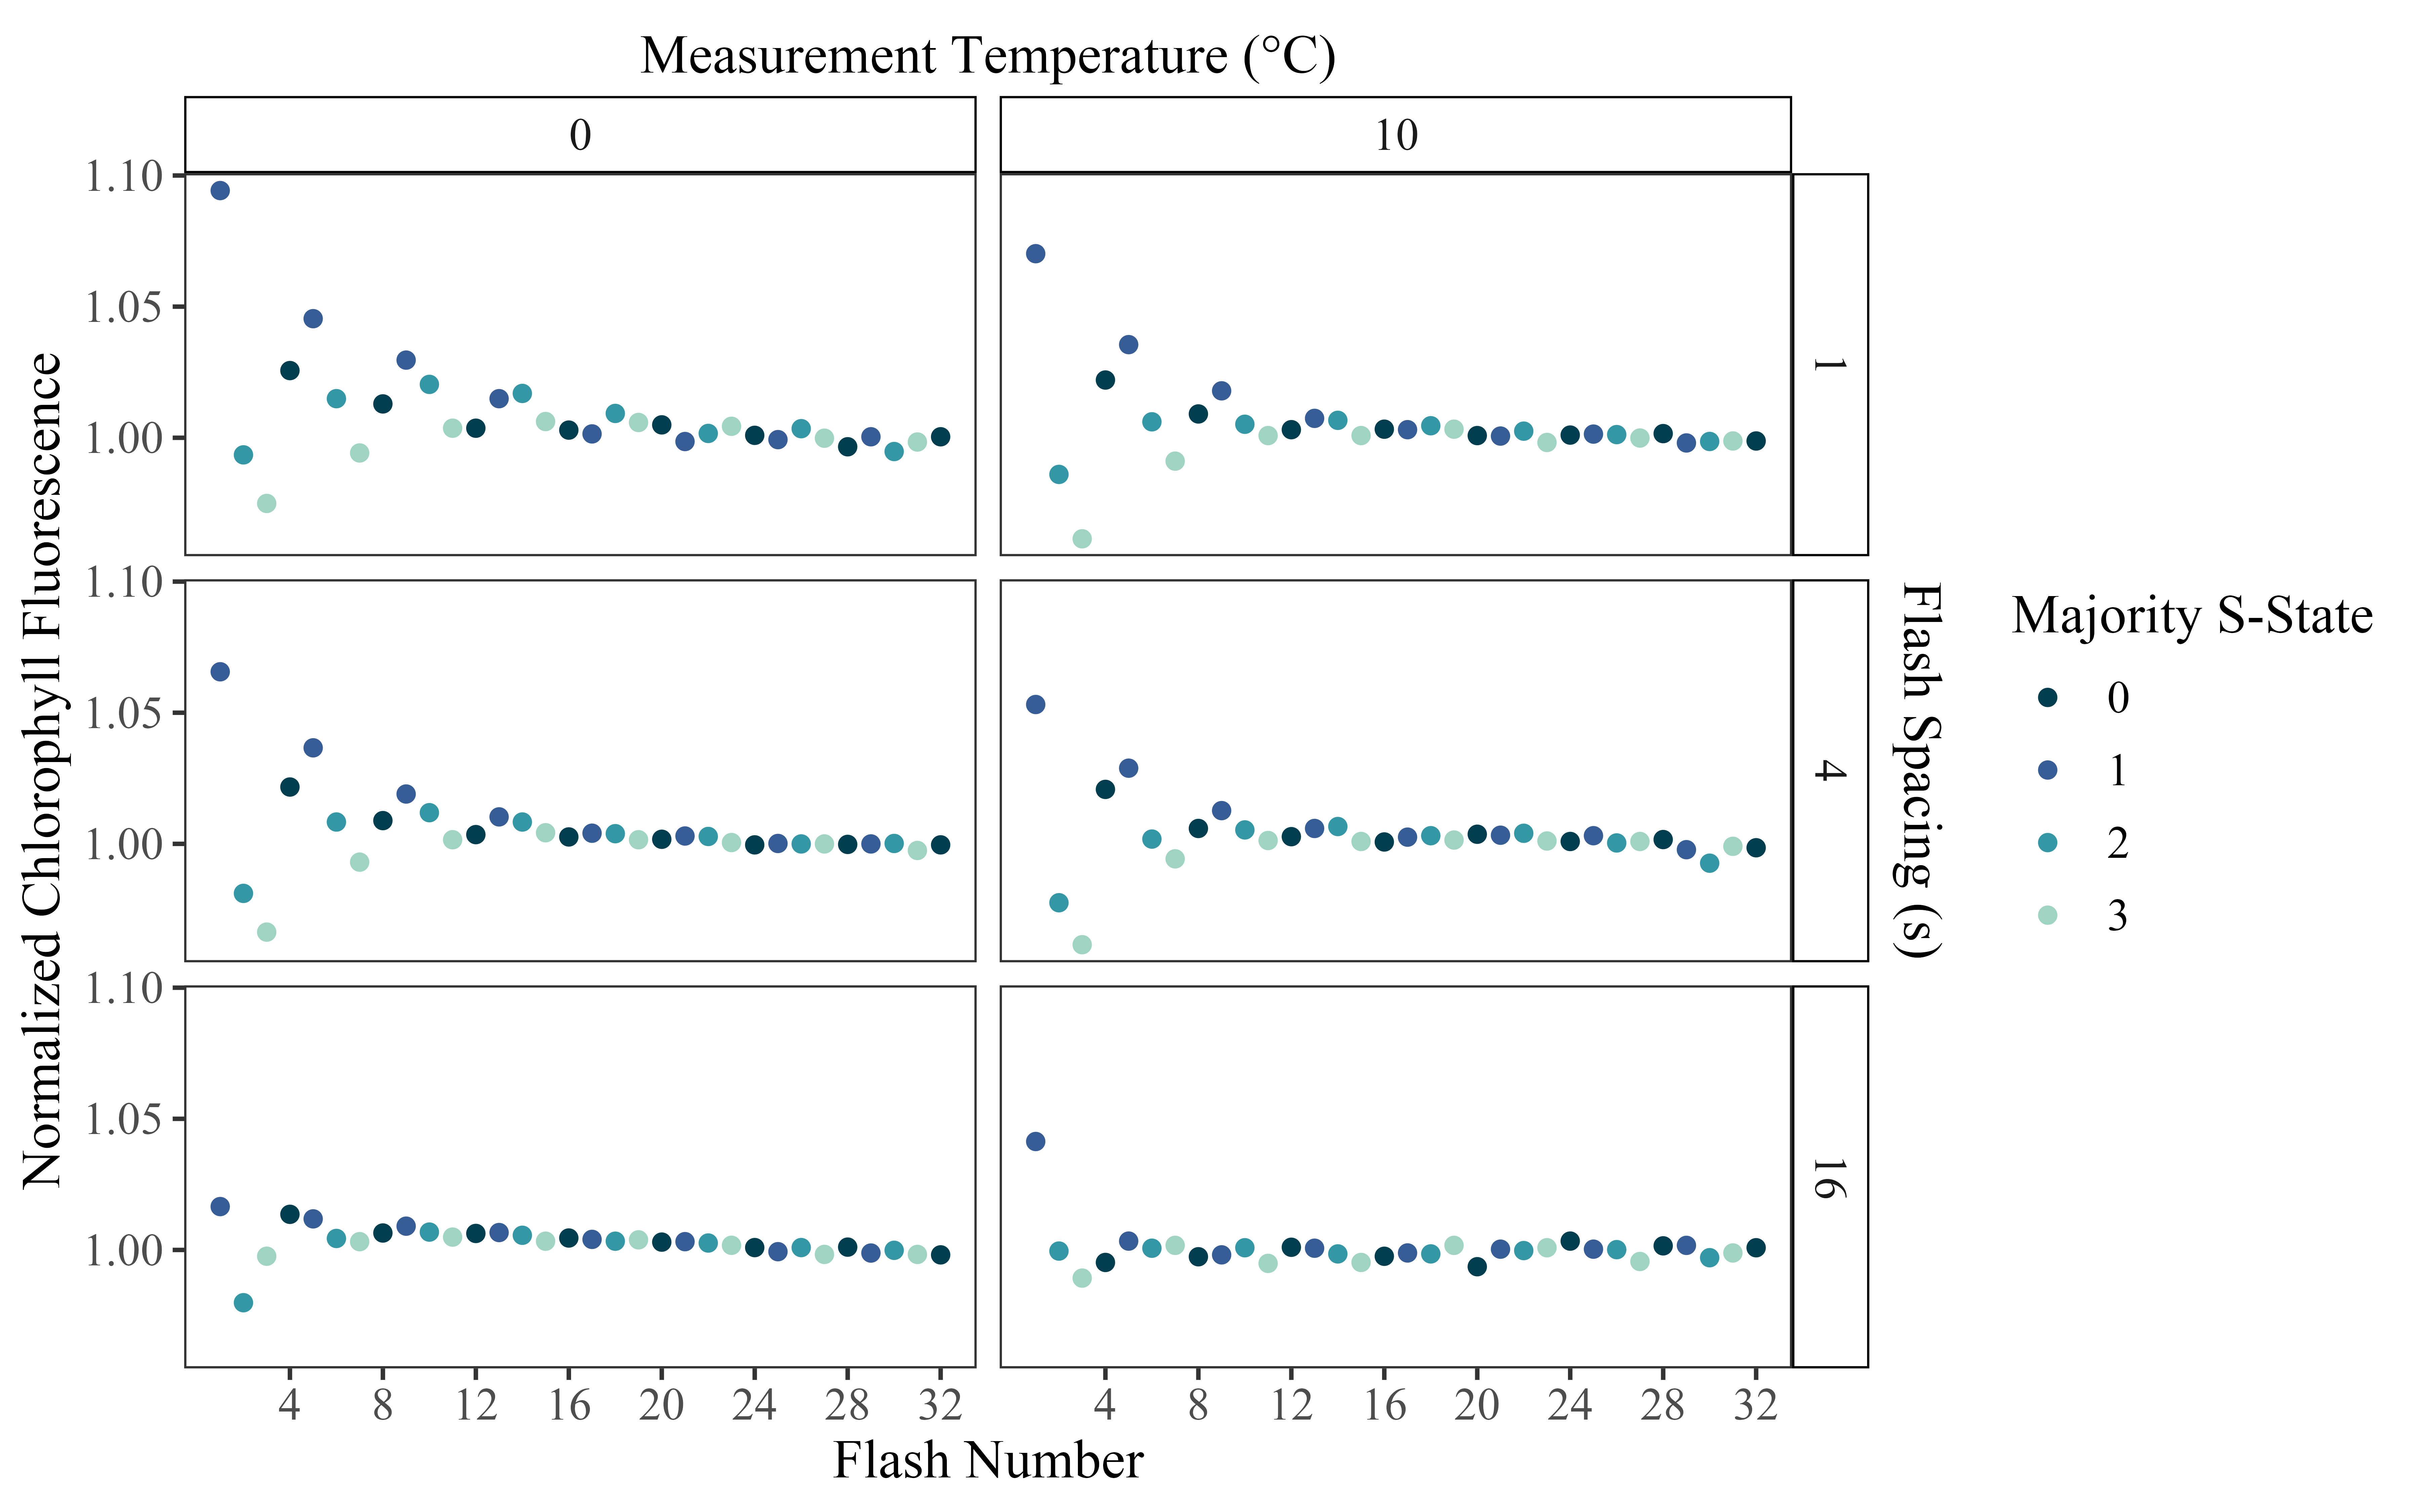 Measurement Temperature (°C)
0
10
1.10
1.05
1.00
1
1.10
1.05
1.00
4
1.10
1.05
1.00
16
4 8 12 16 20 24 28 32
4 8 12 16 20 24 28 32
Flash Number
Normalized Chlorophyll Fluorescence
Flash Spacing (s)
Majority S-State
0
1
2
3